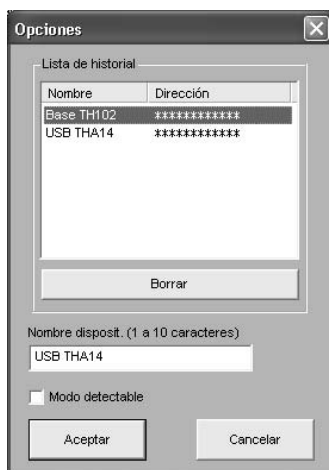 Opciones
Lista de historial
Nombre Dirección
Base TH102 ************
USB THA14 ************
Borrar
Nombre disposit. (1 a 10 caracteres)
USB THA14
Modo detectable
Aceptar Cancelar